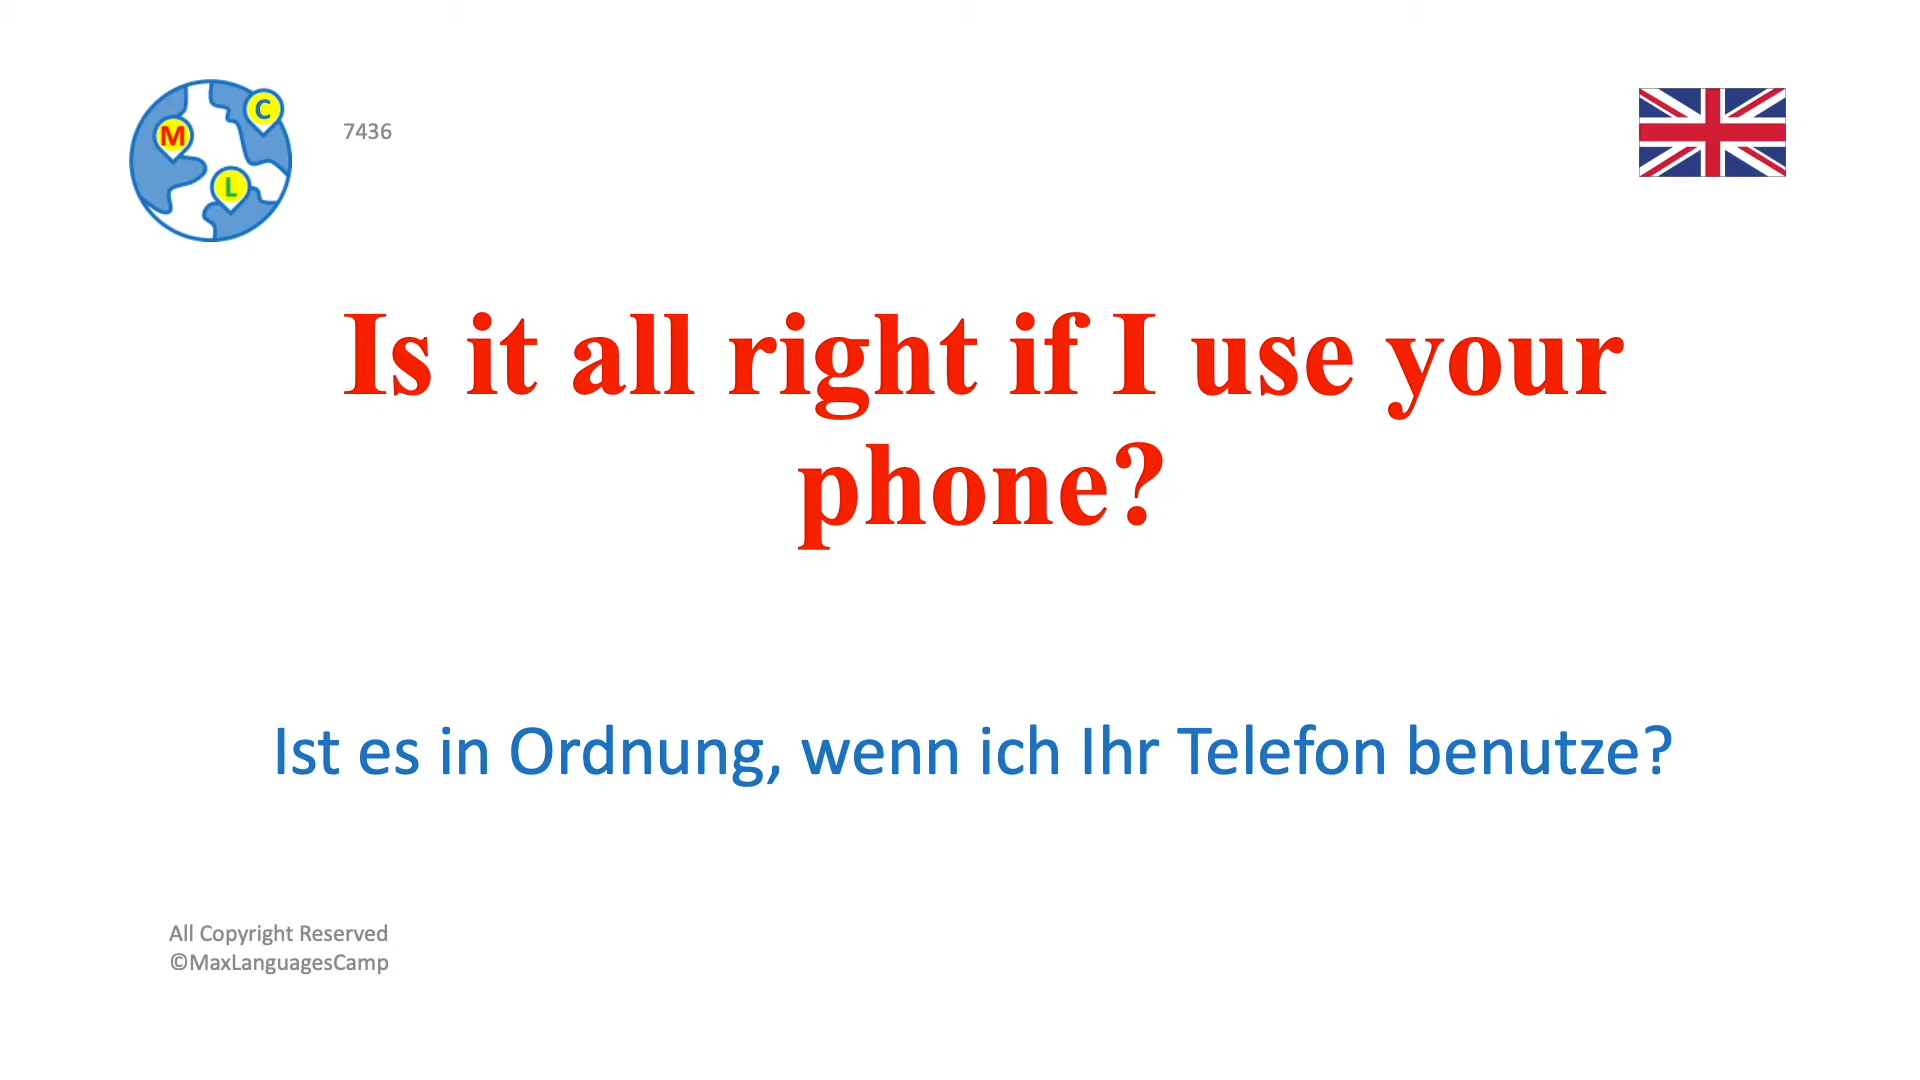 M
C
L
7436
Is it all right if I use your
phone?
Ist es in Ordnung, wenn ich Ihr Telefon benutze?
All Copyright Reserved
©MaxLanguagesCamp